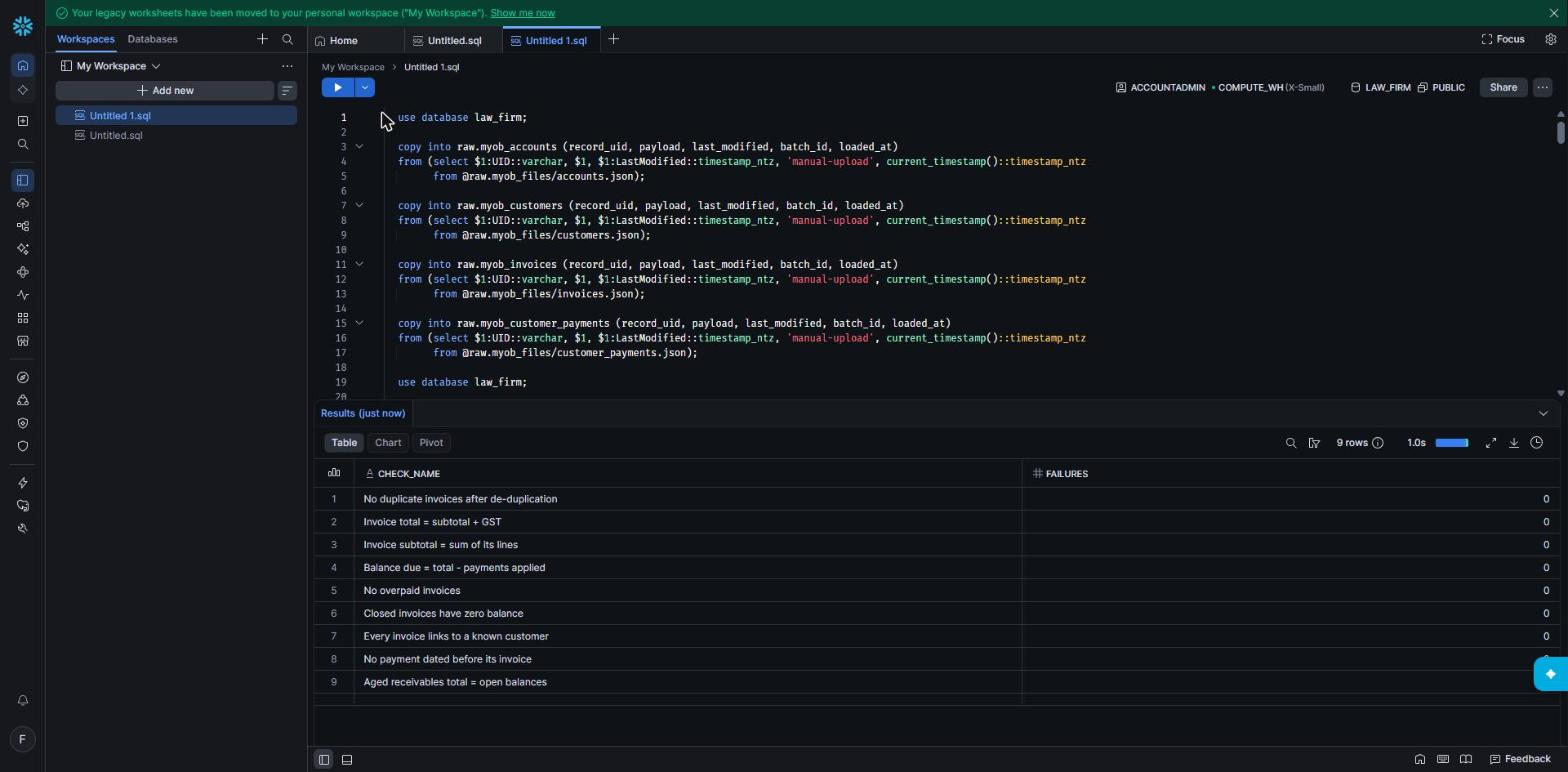 Your legacy worksheets have been moved to your personal workspace ("My Workspace"). Show me now
Workspaces Databases
Home
Untitled.sql
Untitled 1.sql
Focus
My Workspace
My Workspace > Untitled 1.sql
Add new
ACCOUNTADMIN • COMPUTE_WH (X-Small) LAW_FIRM PUBLIC Share
Untitled 1.sql
Untitled.sql
1 use database law_firm;
2
3 copy into raw.myob_accounts (record_uid, payload, last_modified, batch_id, loaded_at)
4 from (select $1:UID::varchar, $1, $1:LastModified::timestamp_ntz, 'manual-upload', current_timestamp()::timestamp_ntz
5 from @raw.myob_files/accounts.json);
6
7 copy into raw.myob_customers (record_uid, payload, last_modified, batch_id, loaded_at)
8 from (select $1:UID::varchar, $1, $1:LastModified::timestamp_ntz, 'manual-upload', current_timestamp()::timestamp_ntz
9 from @raw.myob_files/customers.json);
10
11 copy into raw.myob_invoices (record_uid, payload, last_modified, batch_id, loaded_at)
12 from (select $1:UID::varchar, $1, $1:LastModified::timestamp_ntz, 'manual-upload', current_timestamp()::timestamp_ntz
13 from @raw.myob_files/invoices.json);
14
15 copy into raw.myob_customer_payments (record_uid, payload, last_modified, batch_id, loaded_at)
16 from (select $1:UID::varchar, $1, $1:LastModified::timestamp_ntz, 'manual-upload', current_timestamp()::timestamp_ntz
17 from @raw.myob_files/customer_payments.json);
18
19 use database law_firm;
20
Results (just now)
Table Chart Pivot
9 rows 1.0s
A CHECK_NAME # FAILURES
1 No duplicate invoices after de-duplication 0
2 Invoice total = subtotal + GST 0
3 Invoice subtotal = sum of its lines 0
4 Balance due = total - payments applied 0
5 No overpaid invoices 0
6 Closed invoices have zero balance 0
7 Every invoice links to a known customer 0
8 No payment dated before its invoice
9 Aged receivables total = open balances
F
Feedback